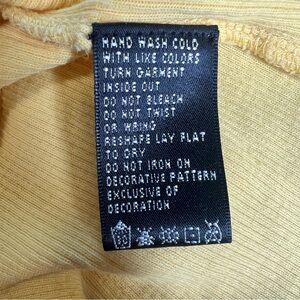 HAND WASH COLD
WITH LIKE COLORS
TURN GARMENT
INSIDE OUT
DO NOT BLEACH
DO NOT TWIST
OR WRING
RESHAPE LAY FLAT
TO DRY
DO NOT IRON ON
DECORATIVE PATTERN
EXCLUSIVE OF
DECORATION
30